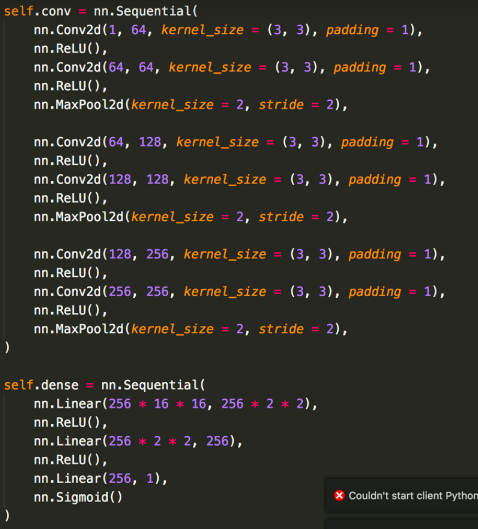 self.conv = nn.Sequential(
nn.Conv2d(1, 64, kernel_size = (3, 3), padding = 1),
nn.ReLU(),
nn.Conv2d(64, 64, kernel_size = (3, 3), padding = 1),
nn.ReLU(),
nn.MaxPool2d(kernel_size = 2, stride = 2),
nn.Conv2d(64, 128, kernel_size = (3, 3), padding = 1),
nn.ReLU(),
nn.Conv2d(128, 128, kernel_size = (3, 3), padding = 1),
nn.ReLU(),
nn.MaxPool2d(kernel_size = 2, stride = 2),
nn.Conv2d(128, 256, kernel_size = (3, 3), padding = 1),
nn.ReLU(),
nn.Conv2d(256, 256, kernel_size = (3, 3), padding = 1),
nn.ReLU(),
nn.MaxPool2d(kernel_size = 2, stride = 2),
)
self.dense = nn.Sequential(
nn.Linear(256 * 16 * 16, 256 * 2 * 2),
nn.ReLU(),
nn.Linear(256 * 2 * 2, 256),
nn.ReLU(),
nn.Linear(256, 1),
nn.Sigmoid()
)
Couldn't start client Python